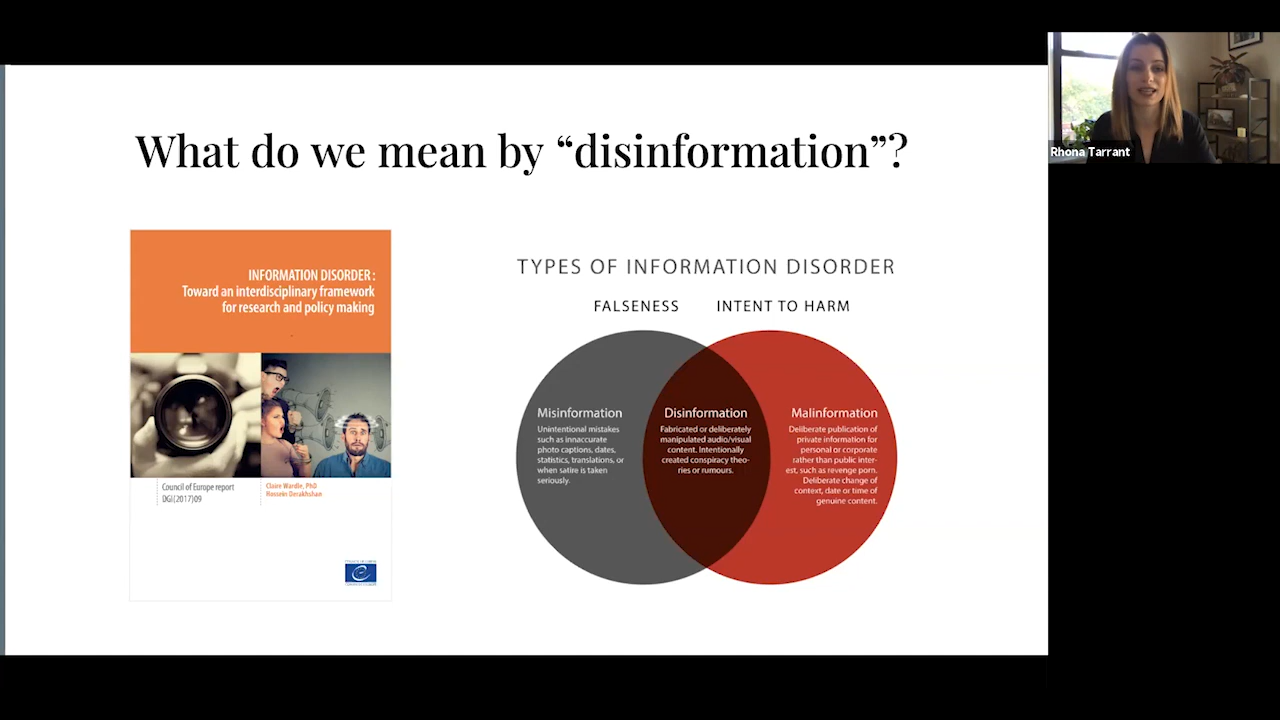 What do we mean by “disinformation”?
Rhona Tarrant
INFORMATION DISORDER :
Toward an interdisciplinary framework
for research and policy making
Council of Europe report
DGI(2017)09
Claire Wardle, PhD
Hossein Derakhshan
TYPES OF INFORMATION DISORDER
FALSENESS
INTENT TO HARM
Misinformation
Unintentional mistakes
such as innaccurate
photo captions, dates,
statistics, translations, or
when satire is taken
seriously.
Disinformation
Fabricated or deliberately
manipulated audio/visual
content. Intentionally
created conspiracy theo-
ries or rumours.
Malinformation
Deliberate publication of
private information for
personal or corporate
rather than public inter-
est, such as revenge porn.
Deliberate change of
context, date or time of
genuine content.